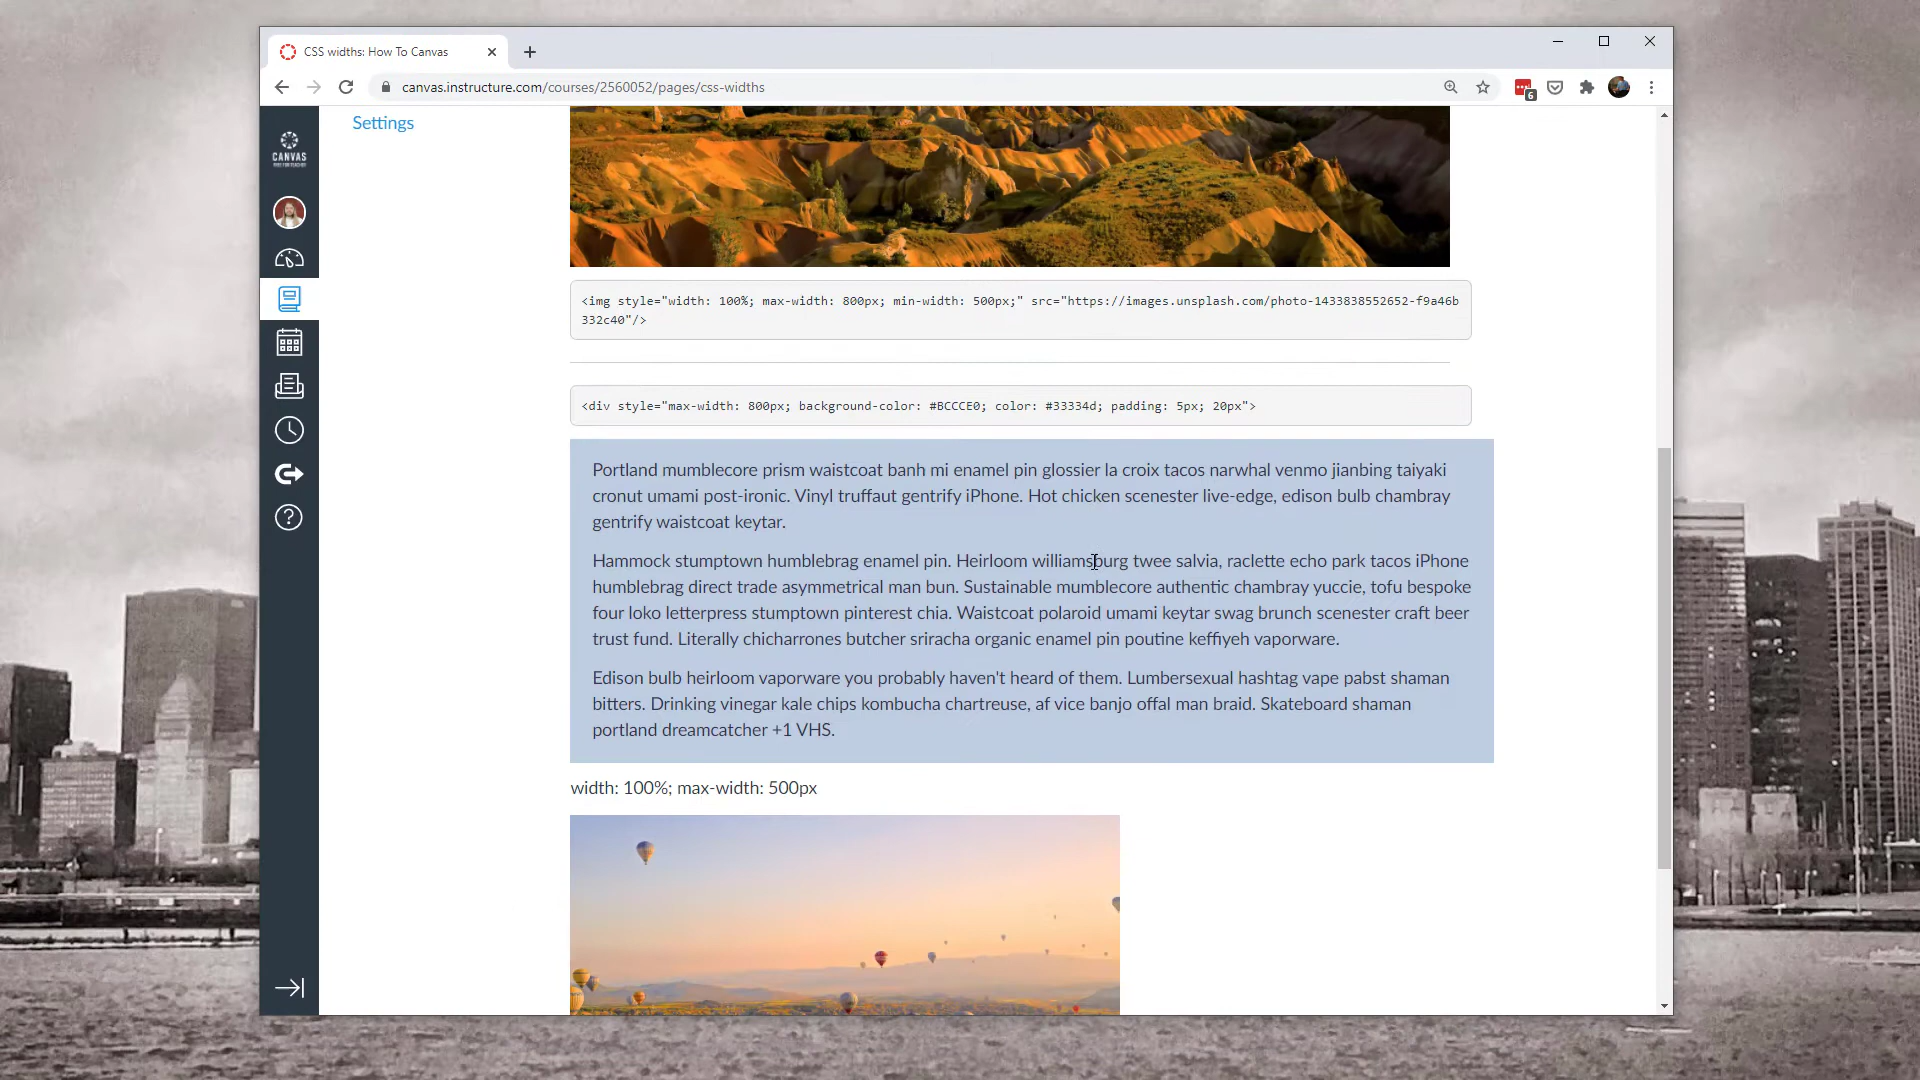 CSS widths: How To Canvas
canvas.instructure.com/courses/2560052/pages/css-widths
6
CANVAS
Settings
<img style="width: 100%; max-width: 800px; min-width: 500px;" src="https://images.unsplash.com/photo-1433838552652-f9a46b
332c40"/>
<div style="max-width: 800px; background-color: #BCCCE0; color: #33334d; padding: 5px; 20px">
Portland mumblecore prism waistcoat banh mi enamel pin glossier la croix tacos narwhal venmo jianbing taiyaki
cronut umami post-ironic. Vinyl truffaut gentrify iPhone. Hot chicken scenester live-edge, edison bulb chambray
gentrify waistcoat keytar.
Hammock stumptown humblebrag enamel pin. Heirloom williamsburg twee salvia, raclette echo park tacos iPhone
humblebrag direct trade asymmetrical man bun. Sustainable mumblecore authentic chambray yuccie, tofu bespoke
four loko letterpress stumptown pinterest chia. Waistcoat polaroid umami keytar swag brunch scenester craft beer
trust fund. Literally chicharrones butcher sriracha organic enamel pin poutine keffiyeh vaporware.
Edison bulb heirloom vaporware you probably haven't heard of them. Lumbersexual hashtag vape pabst shaman
bitters. Drinking vinegar kale chips kombucha chartreuse, af vice banjo offal man braid. Skateboard shaman
portland dreamcatcher +1 VHS.
width: 100%; max-width: 500px